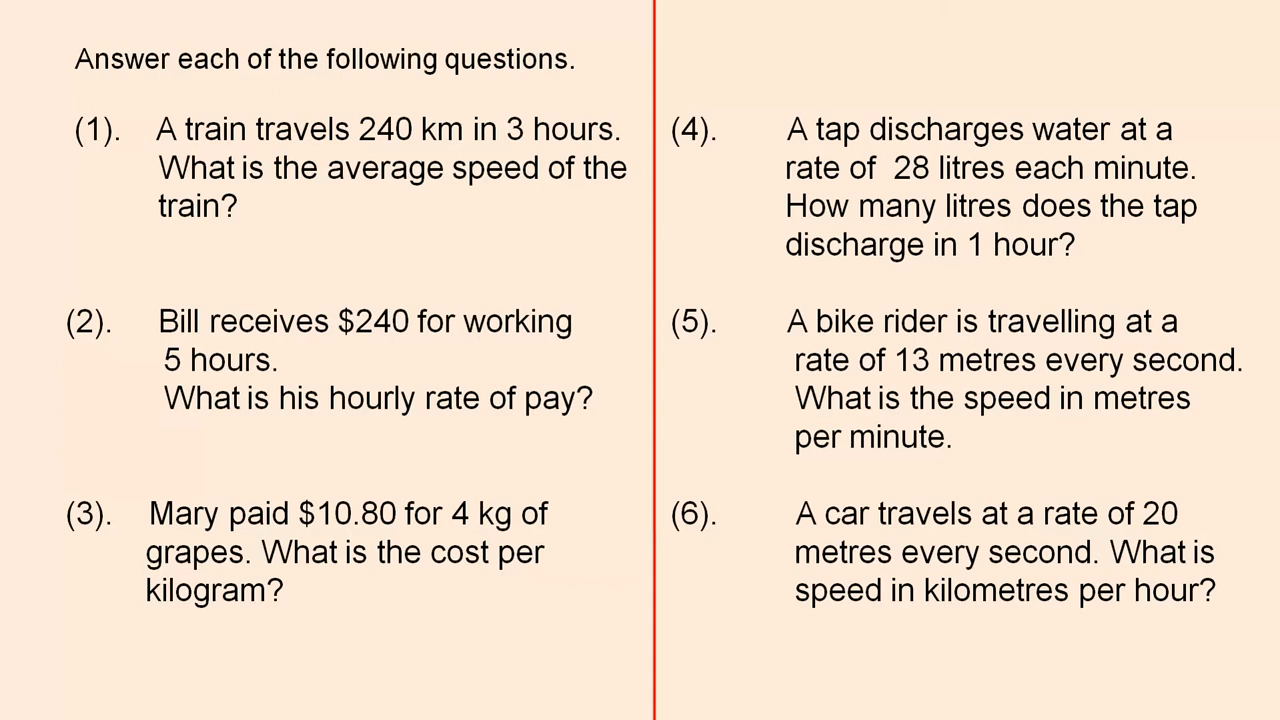 Answer each of the following questions.
(1). A train travels 240 km in 3 hours.
What is the average speed of the
train?
(2). Bill receives $240 for working
5 hours.
What is his hourly rate of pay?
(3). Mary paid $10.80 for 4 kg of
grapes. What is the cost per
kilogram?
(4). A tap discharges water at a
rate of 28 litres each minute.
How many litres does the tap
discharge in 1 hour?
(5). A bike rider is travelling at a
rate of 13 metres every second.
What is the speed in metres
per minute.
(6). A car travels at a rate of 20
metres every second. What is
speed in kilometres per hour?